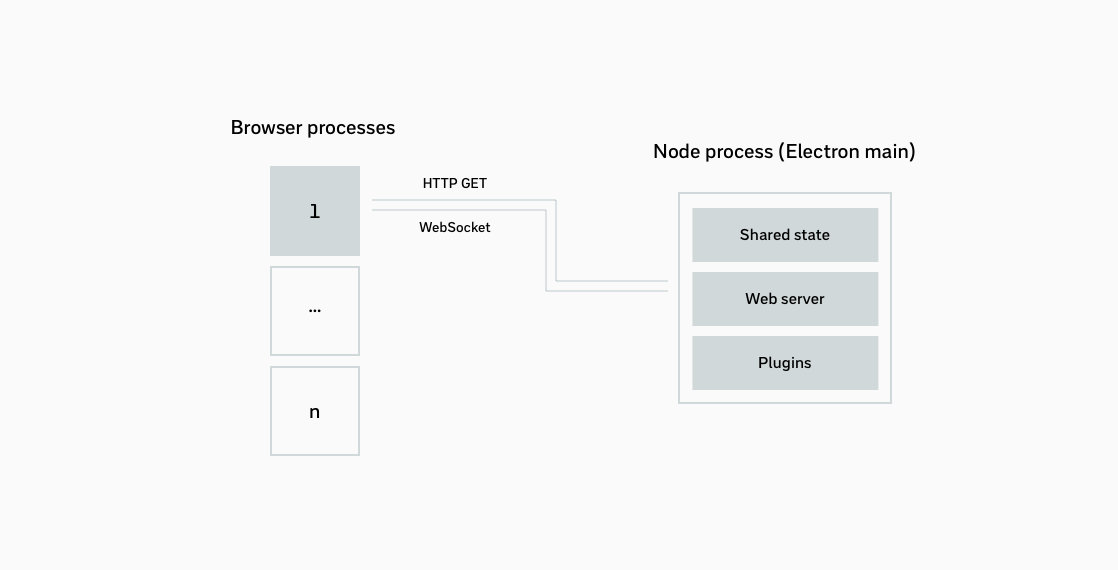 Browser processes
1
...
n
HTTP GET
WebSocket
Node process (Electron main)
Shared state
Web server
Plugins